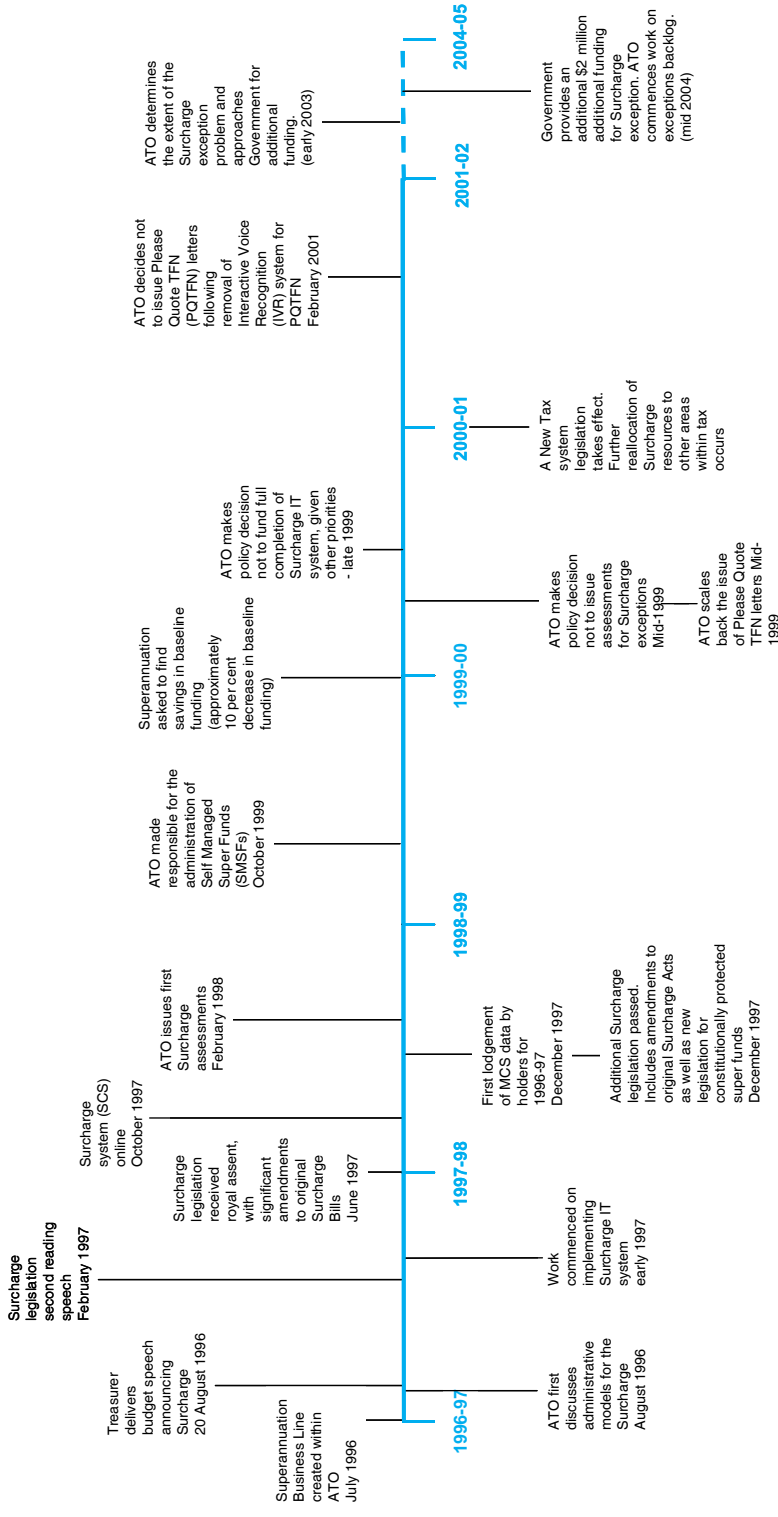 Superannuation
Business Line
created within
ATO
July 1996
Treasurer
delivers
budget speech
announcing
Surcharge
20 August 1996
Surcharge
legislation
second reading
speech
February 1997
Surcharge
legislation
received
royal assent,
with
significant
amendments
to original
Surcharge
Bills
June 1997
Surcharge
system (SCS)
online
October 1997
ATO issues first
Surcharge
assessments
February 1998
ATO made
responsible for the
administration of
Self Managed
Super Funds
(SMSFs)
October 1999
Superannuation
asked to find
savings in baseline
funding
(approximately
10 per cent
decrease in baseline
funding)
ATO makes
policy decision
not to fund full
completion of
Surcharge IT
system, given
other priorities
- late 1999
ATO decides not
to issue Please
Quote TFN
(PQTFN) letters
following
removal of
Interactive Voice
Recognition
(IVR) system for
PQTFN
February 2001
ATO determines
the extent of the
Surcharge
exception
problem and
approaches
Government for
additional
funding.
(early 2003)
1996-97
1997-98
1998-99
1999-00
2000-01
2001-02
2004-05
ATO first
discusses
administrative
models for the
Surcharge
August 1996
Work
commenced on
implementing
Surcharge IT
system
early 1997
First lodgement
of MCS data by
holders for
1996-97
December 1997
Additional Surcharge
legislation passed.
Includes amendments to
original Surcharge Acts
as well as new
legislation for
constitutionally protected
super funds
December 1997
ATO makes
policy decision
not to issue
assessments
for Surcharge
exceptions
Mid-1999
ATO scales
back the issue
of Please Quote
TFN letters Mid-
1999
A New Tax
system
legislation
takes effect.
Further
reallocation of
Surcharge
resources to
other areas
within tax
occurs
Government
provides an
additional $2 million
additional funding
for Surcharge
exception. ATO
commences work on
exceptions backlog.
(mid 2004)